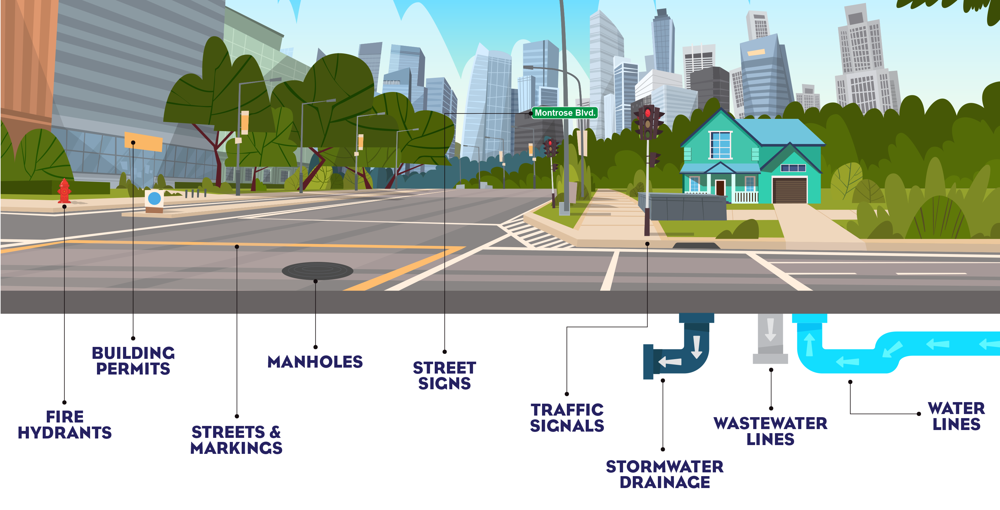 Montrose Blvd.
BUILDING
PERMITS
MANHOLES
STREET
SIGNS
FIRE
HYDRANTS
STREETS &
MARKINGS
TRAFFIC
SIGNALS
STORMWATER
DRAINAGE
WASTEWATER
LINES
WATER
LINES